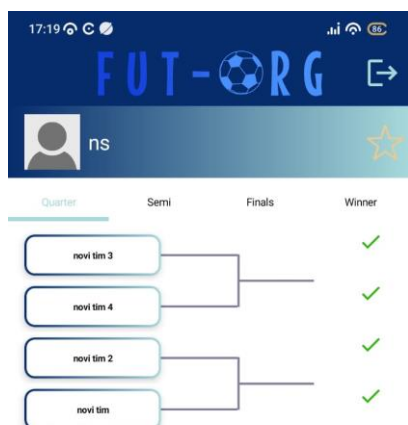 17:19 86
FUT-ORG
ns
Quarter Semi Finals Winner
novi tim 3
novi tim 4
novi tim 2
novi tim